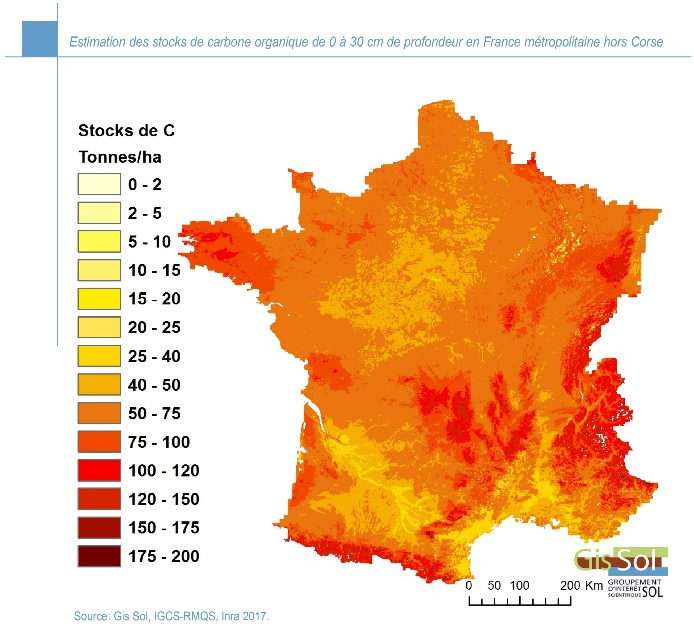 Estimation des stocks de carbone organique de 0 à 30 cm de profondeur en France métropolitaine hors Corse
Stocks de C
Tonnes/ha
0 - 2
2 - 5
5 - 10
10 - 15
15 - 20
20 - 25
25 - 40
40 - 50
50 - 75
75 - 100
100 - 120
120 - 150
150 - 175
175 - 200
Gis Sol
GROUPEMENT
D'INTÉRÊT
SCIENTIFIQUE SOL
0 50 100 200 Km
Source: Gis Sol, IGCS-RMQS, Inra 2017.